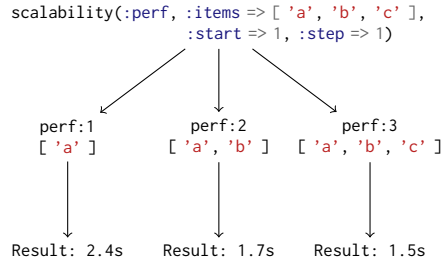 scalability(:perf, :items => [ 'a', 'b', 'c' ],
:start => 1, :step => 1)
perf:1 perf:2 perf:3
[ 'a' ] [ 'a', 'b' ] [ 'a', 'b', 'c' ]
Result: 2.4s Result: 1.7s Result: 1.5s